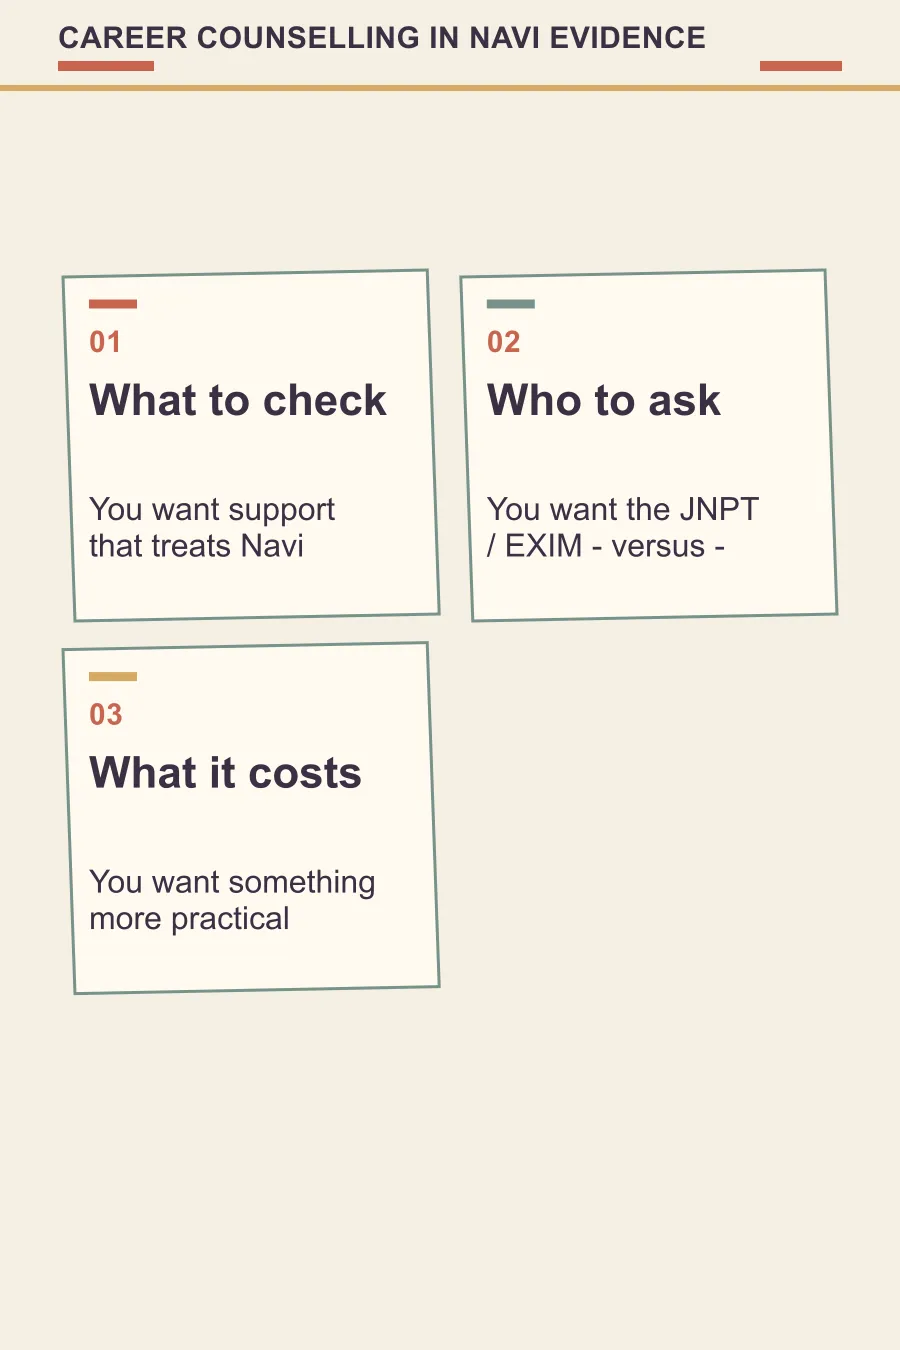 CAREER COUNSELLING IN NAVI EVIDENCE
01
What to check
You want support
that treats Navi
02
Who to ask
You want the JNPT
/ EXIM - versus -
03
What it costs
You want something
more practical